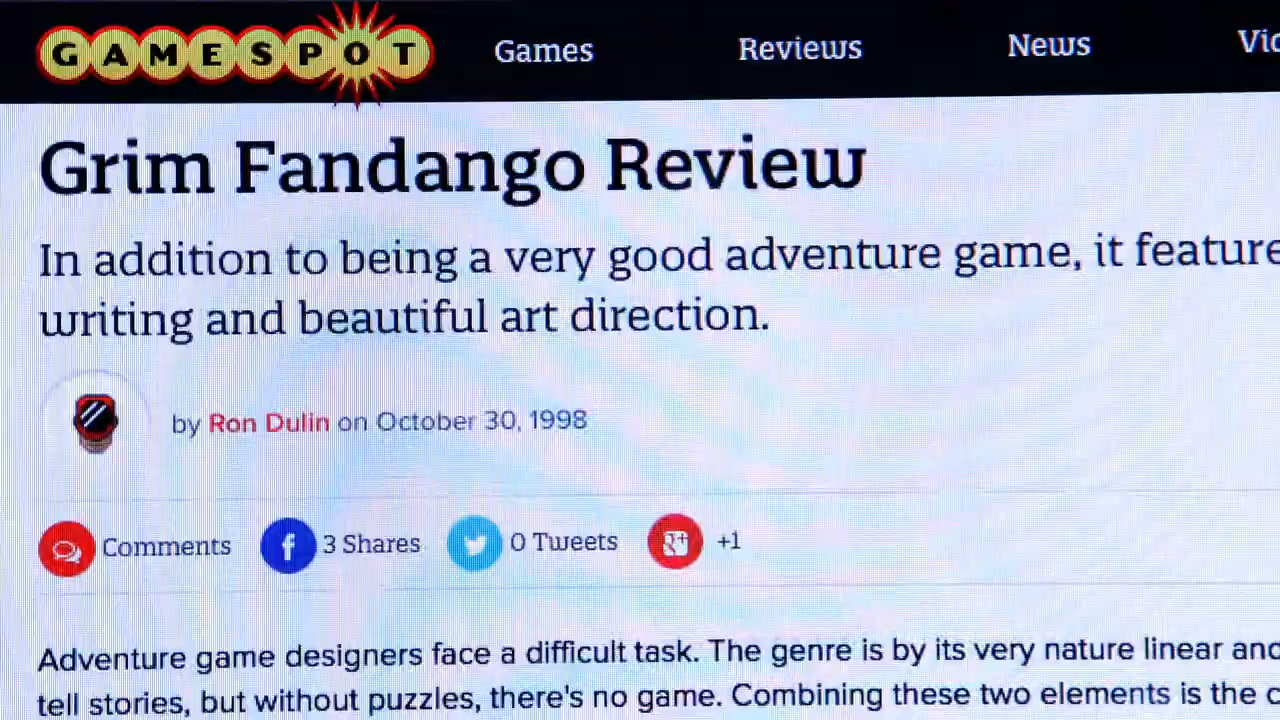 GAMESPOT Games Reviews News
Grim Fandango Review
In addition to being a very good adventure game, it feature
writing and beautiful art direction.
by Ron Dulin on October 30, 1998
Comments 3 Shares 0 Tweets g+ +1
Adventure game designers face a difficult task. The genre is by its very nature linear and
tell stories, but without puzzles, there's no game. Combining these two elements is the